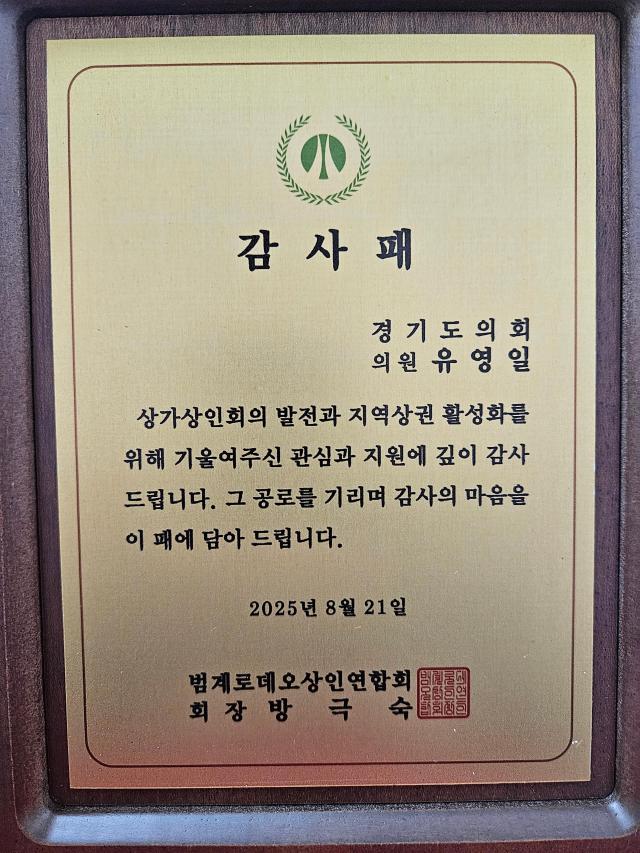 감사패
경기도의회
의원 유영일
상가상인회의 발전과 지역상권 활성화를
위해 기울여주신 관심과 지원에 깊이 감사
드립니다. 그 공로를 기리며 감사의 마음을
이 패에 담아 드립니다.
2025년 8월 21일
범계로데오상인연합회
회장 방극숙